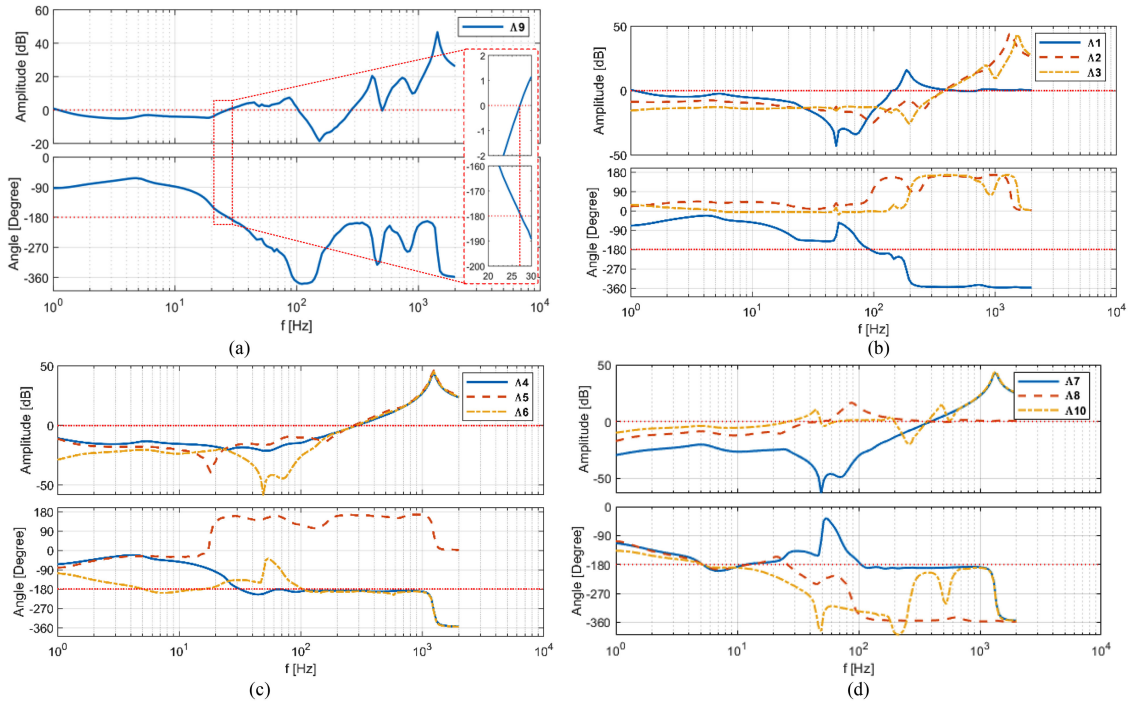 60
40
20
0
-20
Amplitude [dB]
Λ9
0
-90
-180
-270
-360
Angle [Degree]
10^0
10^1
10^2
10^3
10^4
f [Hz]
2
1
0
-1
-2
-160
-170
-180
-190
-200
20
25
30
(a)
50
0
-50
Amplitude [dB]
Λ1
Λ2
Λ3
180
90
0
-90
-180
-270
-360
Angle [Degree]
10^0
10^1
10^2
10^3
10^4
f [Hz]
(b)
50
0
-50
Amplitude [dB]
Λ4
Λ5
Λ6
180
90
0
-90
-180
-270
-360
Angle [Degree]
10^0
10^1
10^2
10^3
10^4
f [Hz]
(c)
50
0
-50
Amplitude [dB]
Λ7
Λ8
Λ10
0
-90
-180
-270
-360
Angle [Degree]
10^0
10^1
10^2
10^3
10^4
f [Hz]
(d)